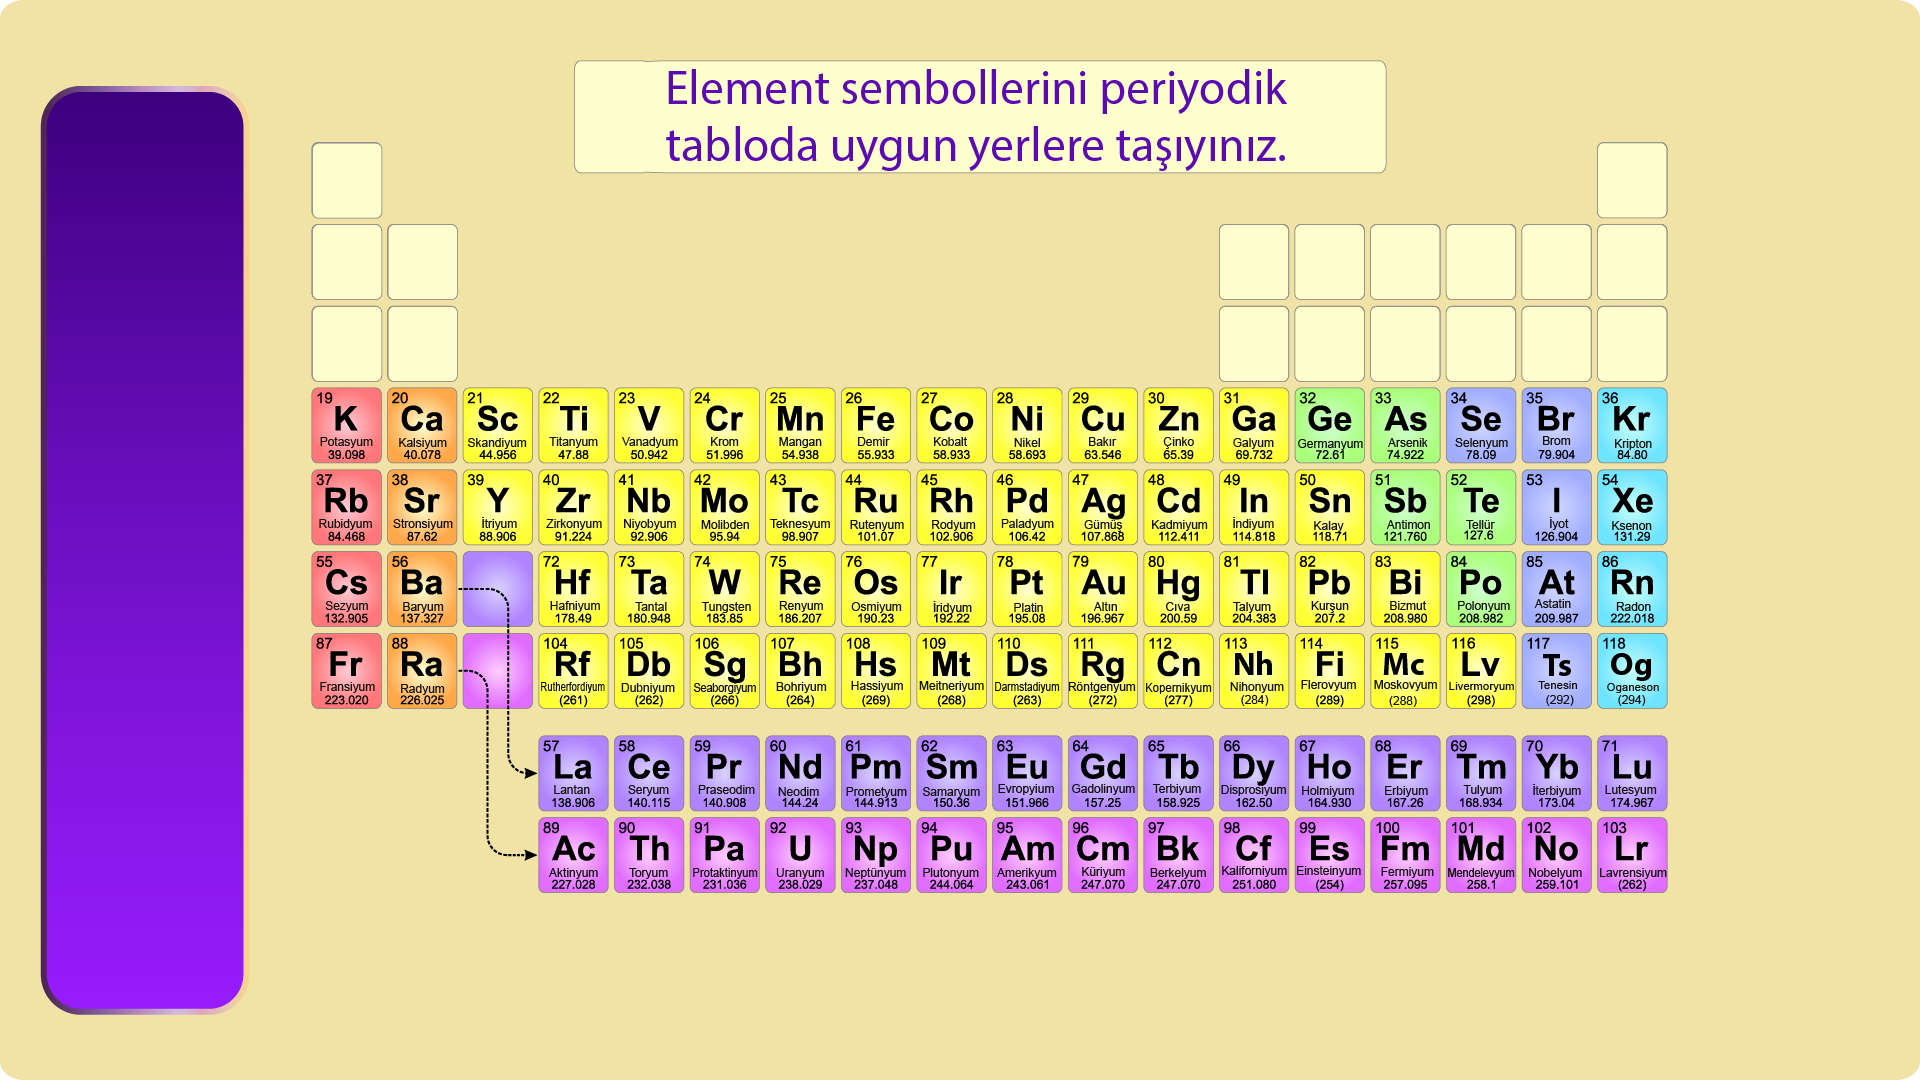 Element sembollerini periyodik
tabloda uygun yerlere taşıyınız.
19 20 21 22 23 24 25 26 27 28 29 30 31 32 33 34 35 36
K Ca Sc Ti V Cr Mn Fe Co Ni Cu Zn Ga Ge As Se Br Kr
Potasyum Kalsiyum Skandiyum Titanyum Vanadyum Krom Mangan Demir Kobalt Nikel Bakır Çinko Galyum Germanyum Arsenik Selenyum Brom Kripton
39.098 40.078 44.956 47.88 50.942 51.996 54.938 55.933 58.933 58.693 63.546 65.39 69.732 72.61 74.922 78.09 79.904 84.80
37 38 39 40 41 42 43 44 45 46 47 48 49 50 51 52 53 54
Rb Sr Y Zr Nb Mo Tc Ru Rh Pd Ag Cd In Sn Sb Te I Xe
Rubidyum Stronsiyum İtriyum Zirkonyum Niyobyum Molibden Teknesyum Rutenyum Rodyum Paladyum Gümüş Kadmiyum İndiyum Kalay Antimon Tellür İyot Ksenon
84.468 87.62 88.906 91.224 92.906 95.94 98.907 101.07 102.906 106.42 107.868 112.411 114.818 118.71 121.760 127.6 126.904 131.29
55 56 72 73 74 75 76 77 78 79 80 81 82 83 84 85 86
Cs Ba Hf Ta W Re Os Ir Pt Au Hg Tl Pb Bi Po At Rn
Sezyum Baryum Hafniyum Tantal Tungsten Renyum Osmiyum İridyum Platin Altın Cıva Talyum Kurşun Bizmut Polonyum Astatin Radon
132.905 137.327 178.49 180.948 183.85 186.207 190.23 192.22 195.08 196.967 200.59 204.383 207.2 208.980 208.982 209.987 222.018
87 88 104 105 106 107 108 109 110 111 112 113 114 115 116 117 118
Fr Ra Rf Db Sg Bh Hs Mt Ds Rg Cn Nh Fi Mc Lv Ts Og
Fransiyum Radyum Rutherfordiyum Dubniyum Seaborgiyum Bohriyum Hassiyum Meitneriyum Darmstadiyum Röntgenyum Kopernikyum Nihonyum Flerovyum Moskovyum Livermoryum Tenesin Oganeson
223.020 226.025 (261) (262) (266) (264) (269) (268) (263) (272) (277) (284) (289) (288) (298) (292) (294)
57 58 59 60 61 62 63 64 65 66 67 68 69 70 71
La Ce Pr Nd Pm Sm Eu Gd Tb Dy Ho Er Tm Yb Lu
Lantan Seryum Praseodim Neodim Prometyum Samaryum Evropyium Gadolinyum Terbiyum Disprosiyum Holmiyum Erbiyum Tulyum İterbiyum Lutesyum
138.906 140.115 140.908 144.24 144.913 150.36 151.966 157.25 158.925 162.50 164.930 167.26 168.934 173.04 174.967
89 90 91 92 93 94 95 96 97 98 99 100 101 102 103
Ac Th Pa U Np Pu Am Cm Bk Cf Es Fm Md No Lr
Aktinyum Toryum Protaktinyum Uranyum Neptünyum Plutonyum Amerikyum Küriyum Berkelyum Kaliforniyum Einsteinyum Fermiyum Mendelevyum Nobelyum Lavrensiyum
227.028 232.038 231.036 238.029 237.048 244.064 243.061 247.070 247.070 251.080 (254) 257.095 258.1 259.101 (262)